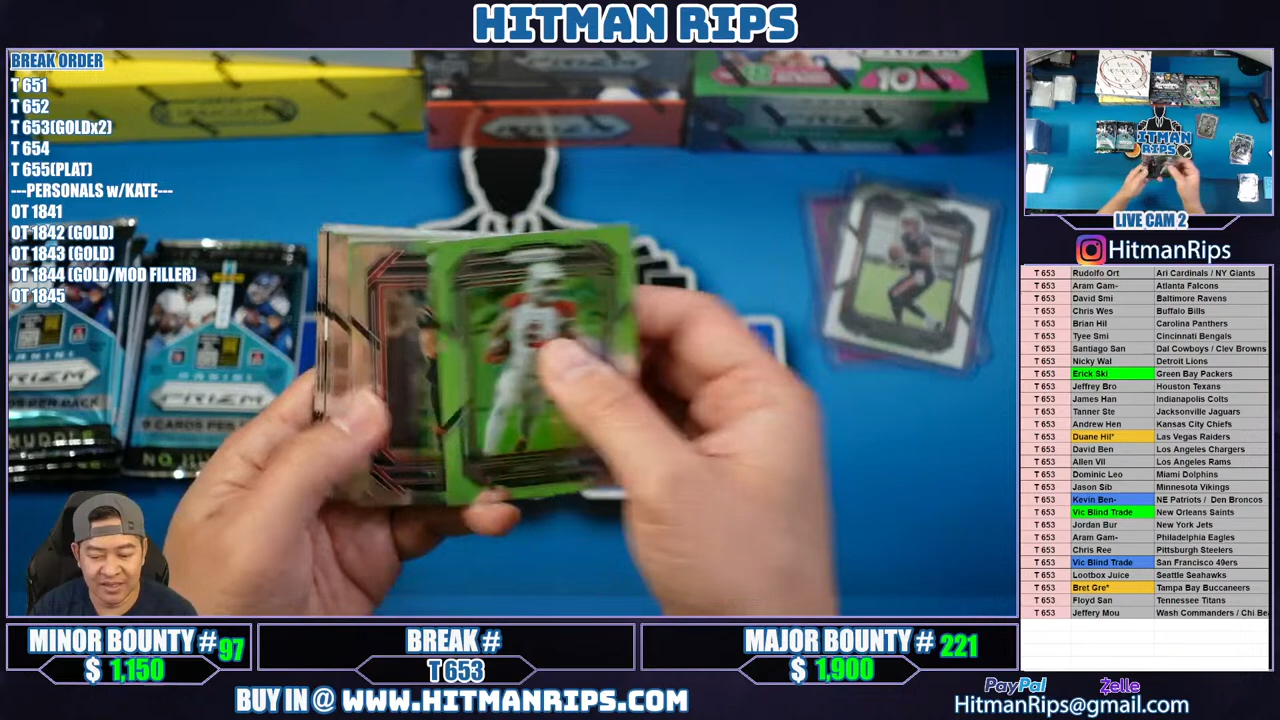 HITMAN RIPS
BREAK ORDER
T 651
T 652
T 653(GOLDx2)
T 654
T 655(PLAT)
---PERSONALS w/KATE---
OT 1841
OT 1842 (GOLD)
OT 1843 (GOLD)
OT 1844 (GOLD/MOD FILLER)
OT 1845
10
PRIZM
PANINI
PRIZM
PANINI
PRIZM
HITMAN
RIPS
LIVE CAM 2
HitmanRips
T 653 Rudolfo Ort Ari Cardinals / NY Giants
T 653 Aram Gam- Atlanta Falcons
T 653 David Smi Baltimore Ravens
T 653 Chris Wes Buffalo Bills
T 653 Brian Hil Carolina Panthers
T 653 Tyee Smi Cincinnati Bengals
T 653 Santiago San Dal Cowboys / Clev Browns
T 653 Nicky Wal Detroit Lions
T 653 Erick Ski Green Bay Packers
T 653 Jeffrey Bro Houston Texans
T 653 James Han Indianapolis Colts
T 653 Tanner Ste Jacksonville Jaguars
T 653 Andrew Hen Kansas City Chiefs
T 653 Duane Hil* Las Vegas Raiders
T 653 David Ben Los Angeles Chargers
T 653 Allen Vil Los Angeles Rams
T 653 Dominic Leo Miami Dolphins
T 653 Jason Sib Minnesota Vikings
T 653 Kevin Ben- NE Patriots / Den Broncos
T 653 Vic Blind Trade New Orleans Saints
T 653 Jordan Bur New York Jets
T 653 Aram Gam- Philadelphia Eagles
T 653 Chris Ree Pittsburgh Steelers
T 653 Vic Blind Trade San Francisco 49ers
T 653 Lootbox Juice Seattle Seahawks
T 653 Bret Gre* Tampa Bay Buccaneers
T 653 Floyd San Tennessee Titans
T 653 Jeffery Mou Wash Commanders / Chi Be
MINOR BOUNTY # 97
$ 1,150
BREAK #
T 653
MAJOR BOUNTY # 221
$ 1,900
BUY IN @ WWW.HITMANRIPS.COM
PayPal Zelle
HitmanRips@gmail.com